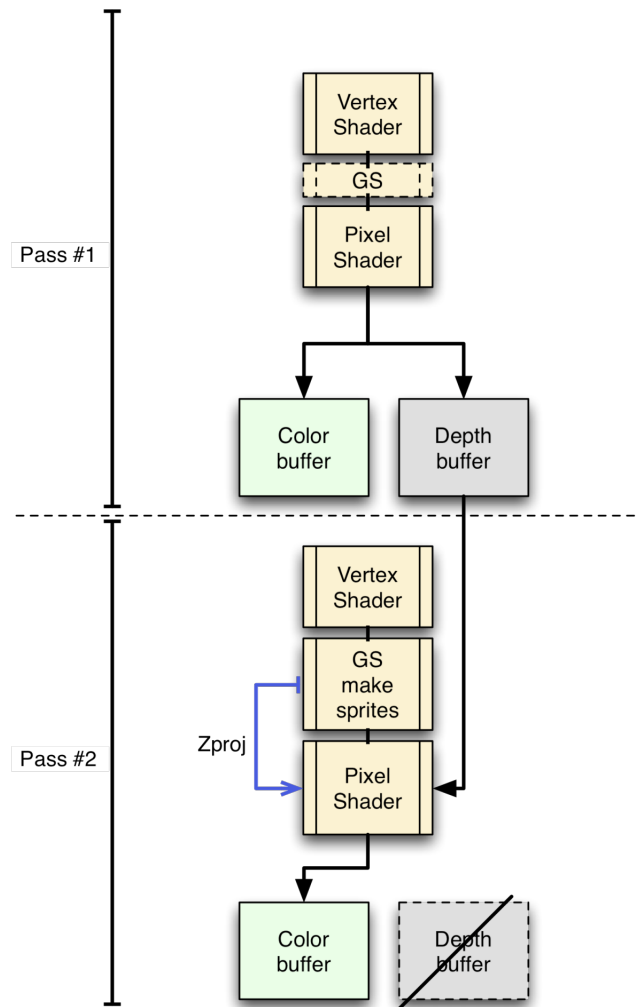 Vertex
Shader
GS
Pixel
Shader
Pass #1
Color
buffer
Depth
buffer
Vertex
Shader
GS
make
sprites
Zproj
Pass #2
Pixel
Shader
Color
buffer
Depth
buffer